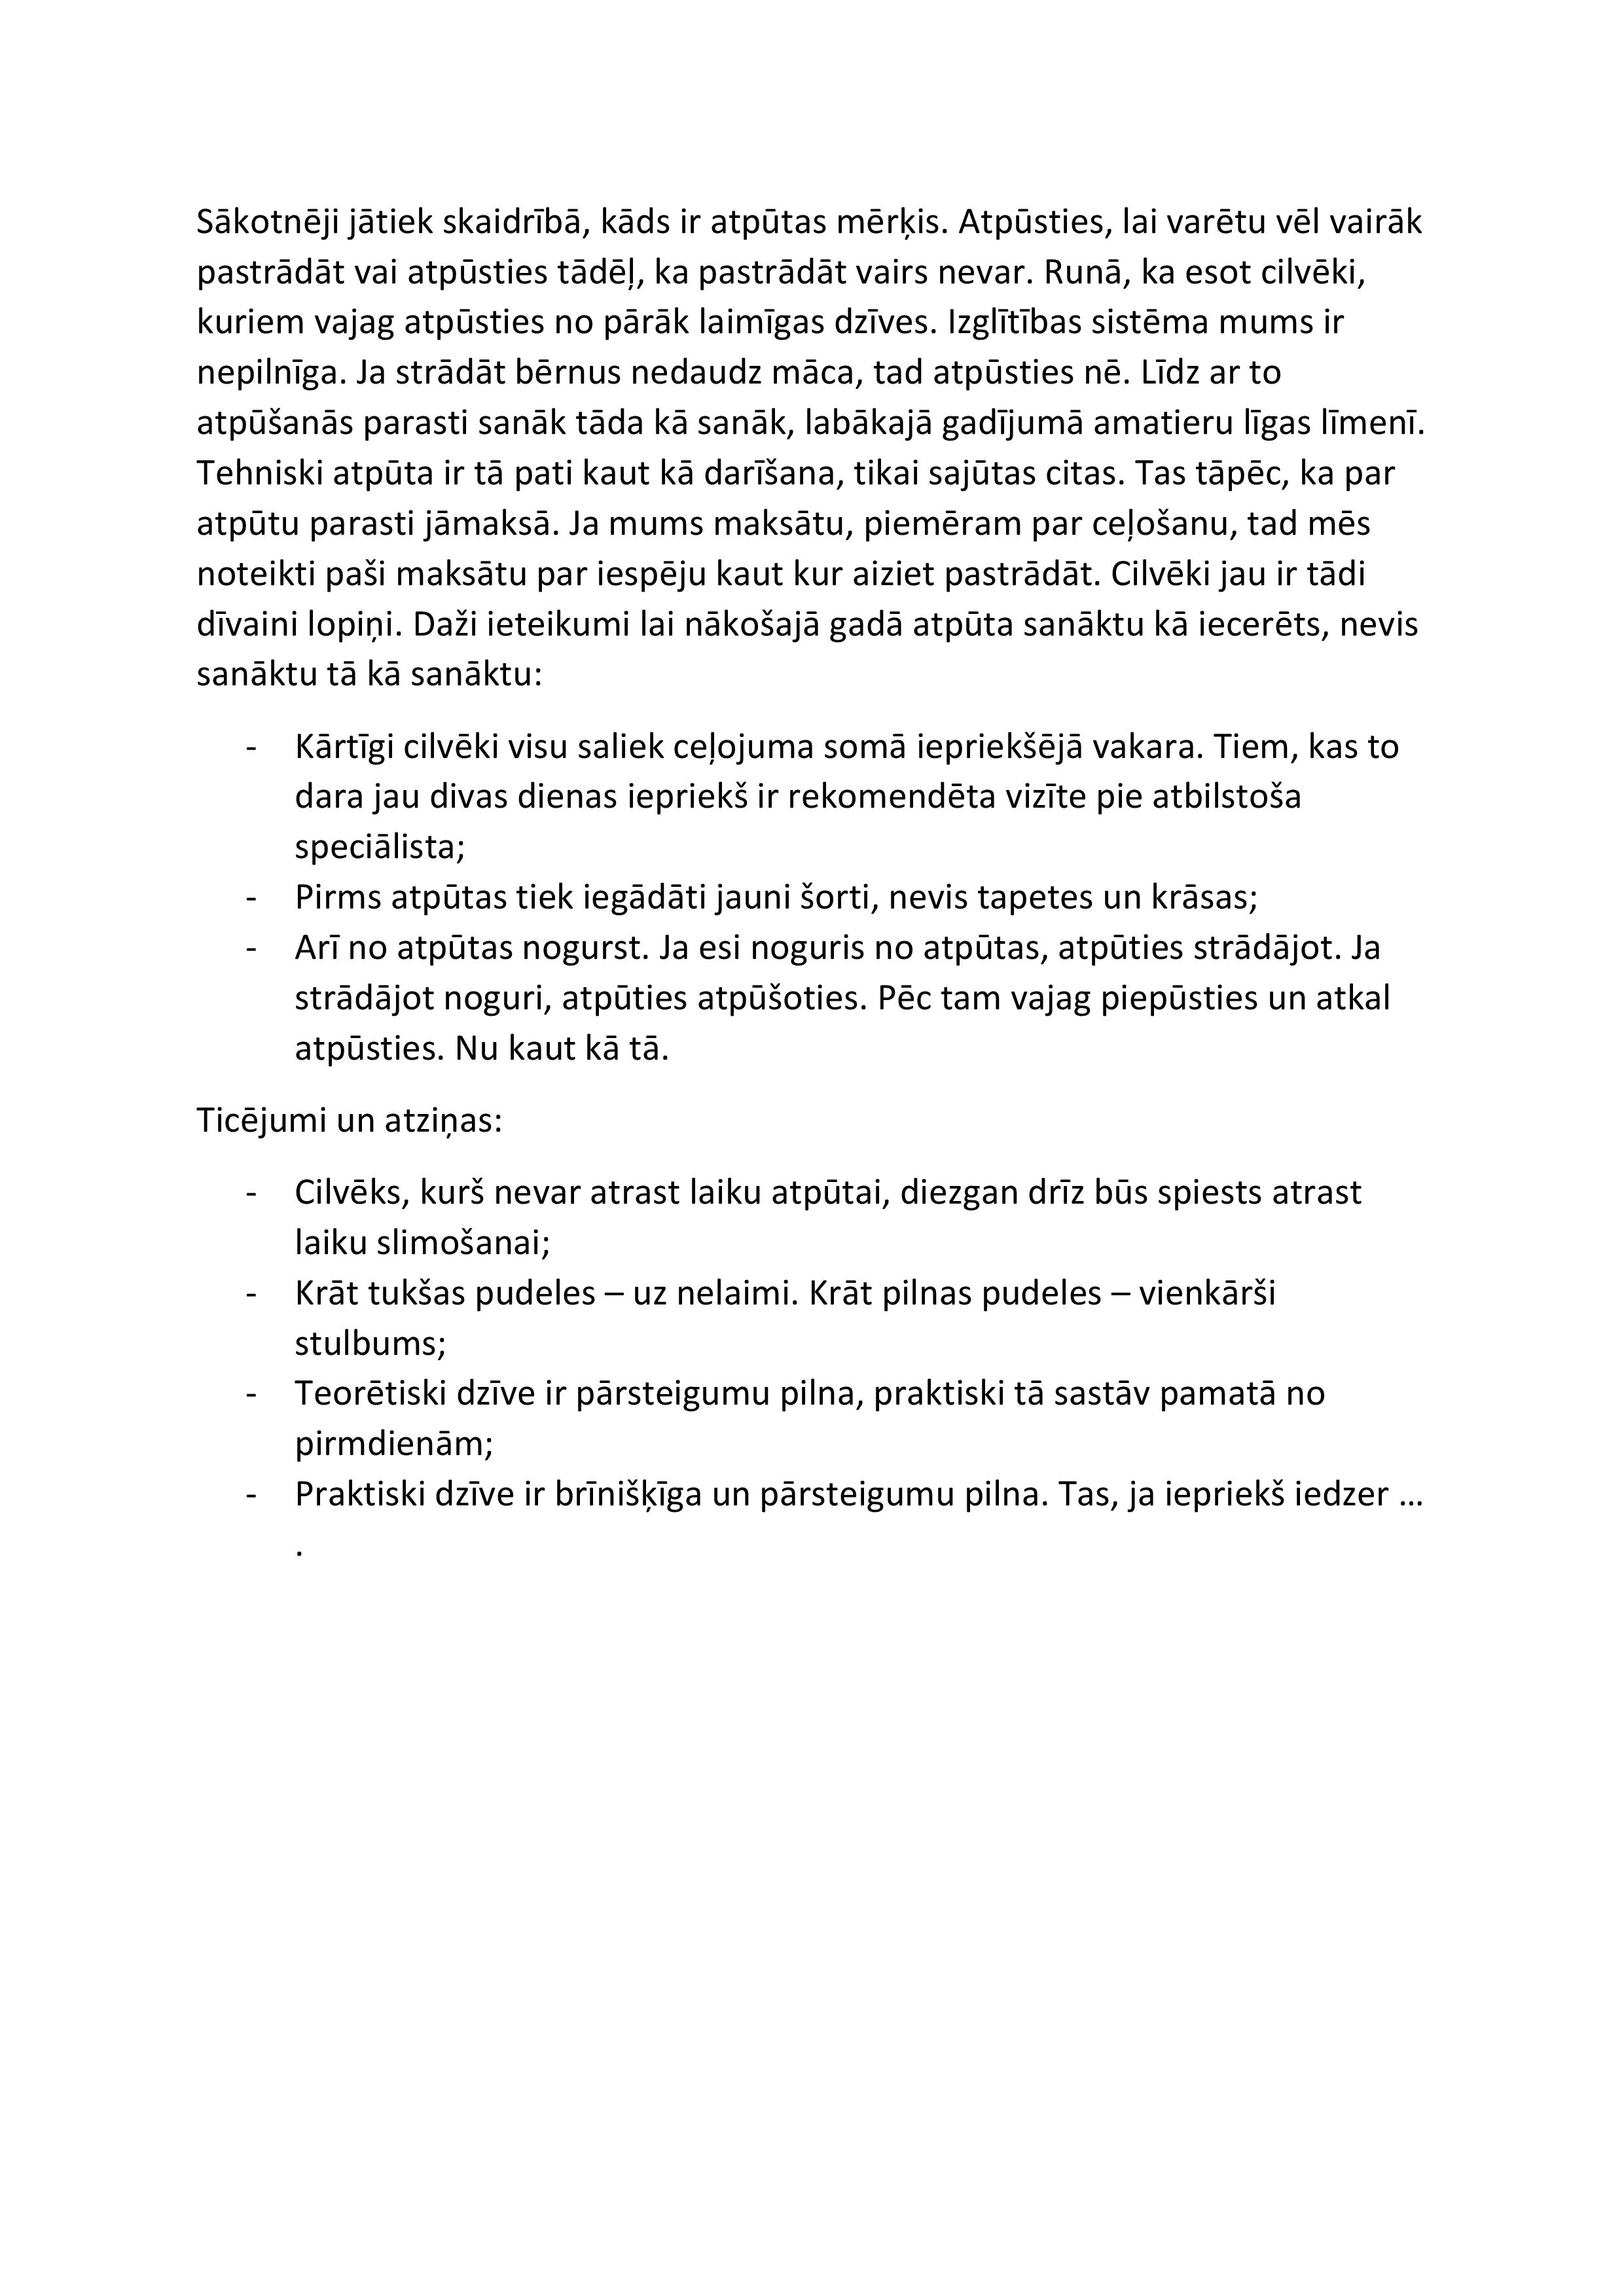 Sākotnēji jātiek skaidrībā, kāds ir atpūtas mērķis. Atpūsties, lai varētu vēl vairāk
pastrādāt vai atpūsties tādēļ, ka pastrādāt vairs nevar. Runā, ka esot cilvēki,
kuriem vajag atpūsties no pārāk laimīgas dzīves. Izglītības sistēma mums ir
nepilnīga. Ja strādāt bērnus nedaudz māca, tad atpūsties nē. Līdz ar to
atpūšanās parasti sanāk tāda kā sanāk, labākajā gadījumā amatieru līgas līmenī.
Tehniski atpūta ir tā pati kaut kā darīšana, tikai sajūtas citas. Tas tāpēc, ka par
atpūtu parasti jāmaksā. Ja mums maksātu, piemēram par ceļošanu, tad mēs
noteikti paši maksātu par iespēju kaut kur aiziet pastrādāt. Cilvēki jau ir tādi
dīvaini lopiņi. Daži ieteikumi lai nākošajā gadā atpūta sanāktu kā iecerēts, nevis
sanāktu tā kā sanāktu:
- Kārtīgi cilvēki visu saliek ceļojuma somā iepriekšējā vakara. Tiem, kas to
dara jau divas dienas iepriekš ir rekomendēta vizīte pie atbilstoša
speciālista;
- Pirms atpūtas tiek iegādāti jauni šorti, nevis tapetes un krāsas;
- Arī no atpūtas nogurst. Ja esi noguris no atpūtas, atpūties strādājot. Ja
strādājot noguri, atpūties atpūšoties. Pēc tam vajag piepūsties un atkal
atpūsties. Nu kaut kā tā.
Ticējumi un atziņas:
- Cilvēks, kurš nevar atrast laiku atpūtai, diezgan drīz būs spiests atrast
laiku slimošanai;
- Krāt tukšas pudeles – uz nelaimi. Krāt pilnas pudeles – vienkārši
stulbums;
- Teorētiski dzīve ir pārsteigumu pilna, praktiski tā sastāv pamatā no
pirmdienām;
- Praktiski dzīve ir brīnišķīga un pārsteigumu pilna. Tas, ja iepriekš iedzer …
.